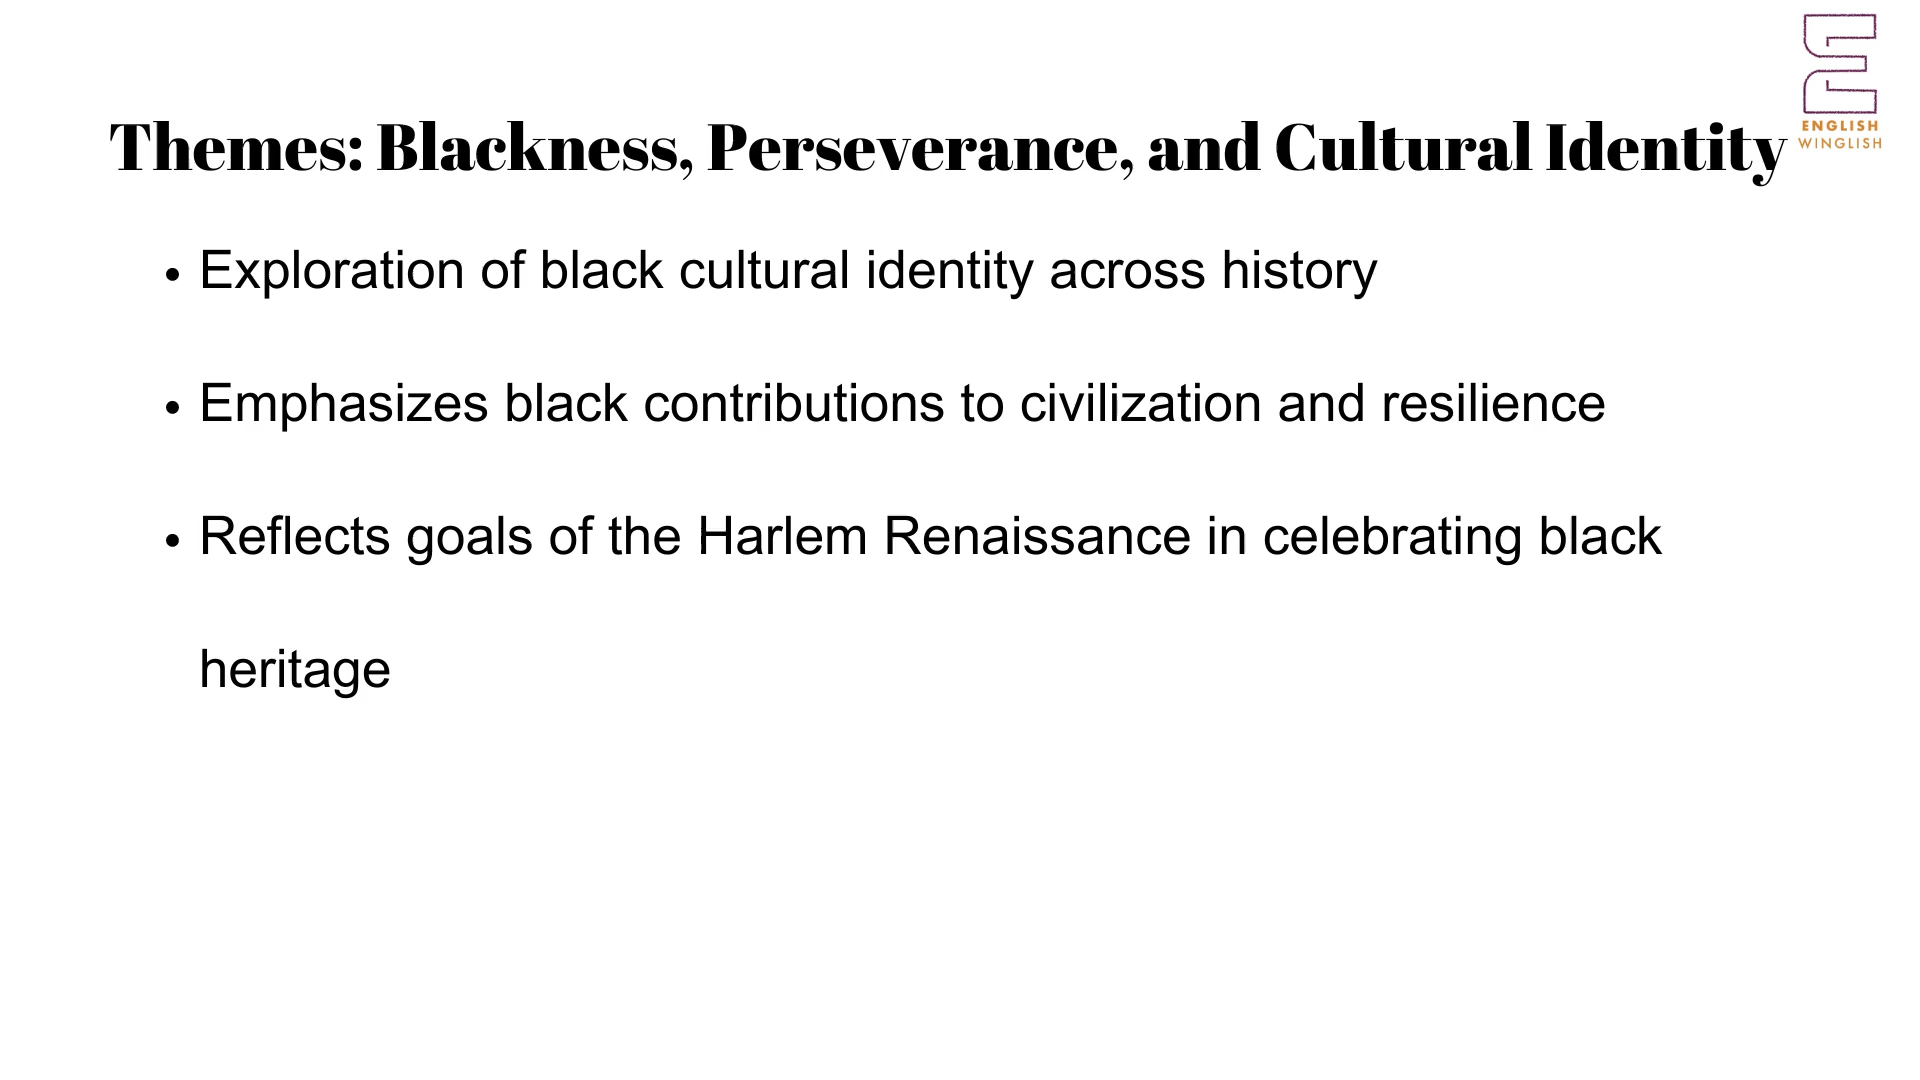 ENGLISH
WINGLISH
Themes: Blackness, Perseverance, and Cultural Identity
• Exploration of black cultural identity across history
• Emphasizes black contributions to civilization and resilience
• Reflects goals of the Harlem Renaissance in celebrating black
heritage